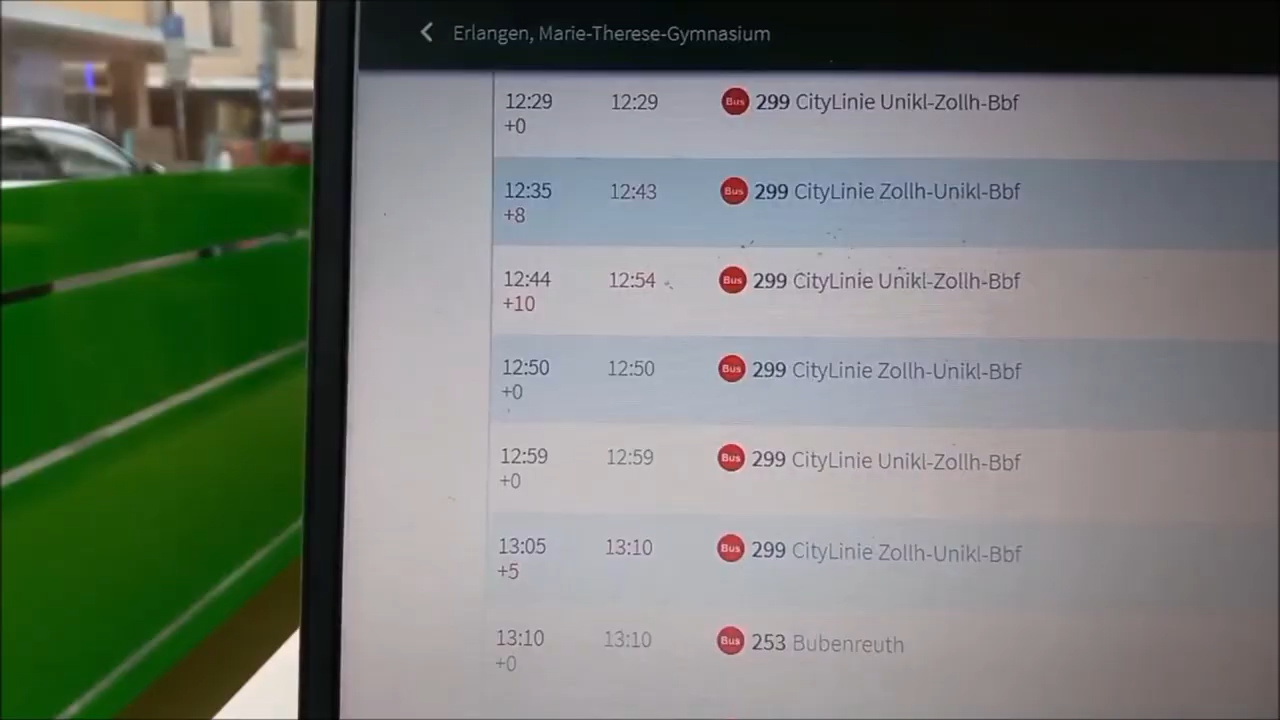 Erlangen, Marie-Therese-Gymnasium
12:29 12:29 Bus 299 CityLinie Unikl-Zollh-Bbf
+0
12:35 12:43 Bus 299 CityLinie Zollh-Unikl-Bbf
+8
12:44 12:54 Bus 299 CityLinie Unikl-Zollh-Bbf
+10
12:50 12:50 Bus 299 CityLinie Zollh-Unikl-Bbf
+0
12:59 12:59 Bus 299 CityLinie Unikl-Zollh-Bbf
+0
13:05 13:10 Bus 299 CityLinie Zollh-Unikl-Bbf
+5
13:10 13:10 Bus 253 Bubenreuth
+0